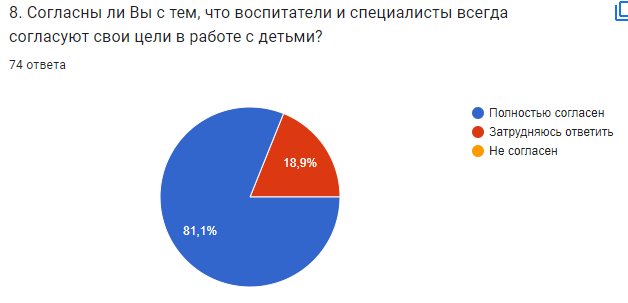 8. Согласны ли Вы с тем, что воспитатели и специалисты всегда
согласуют свои цели в работе с детьми?
74 ответа
Полностью согласен
Затрудняюсь ответить
Не согласен
18,9%
81,1%